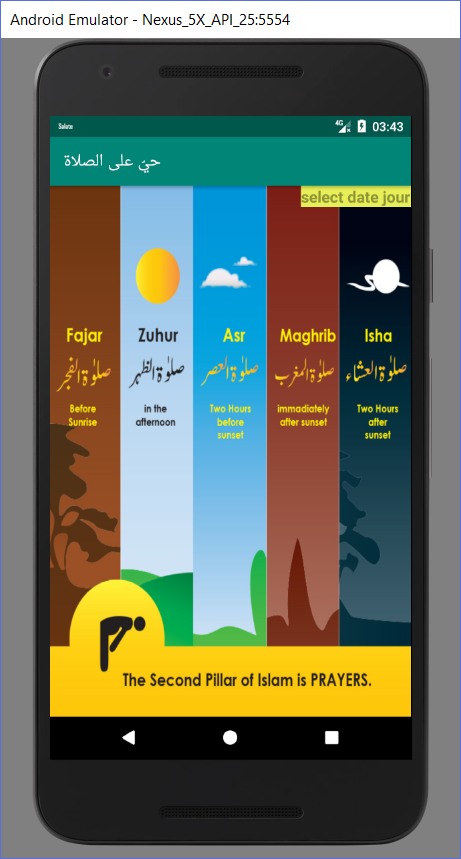 Android Emulator - Nexus_5X_API_25:5554
Salate
4G
03:43
حيّ على الصلاة
select date jour
Fajar
Zuhur
Asr
Maghrib
Isha
صلوٰة الفجر
صلوٰة الظہر
صلوٰة العصر
صلوٰة المغرب
صلوٰة العشاء
Before
Sunrise
in the
afternoon
Two Hours
before
sunset
immadiately
after sunset
Two Hours
after
sunset
The Second Pillar of Islam is PRAYERS.